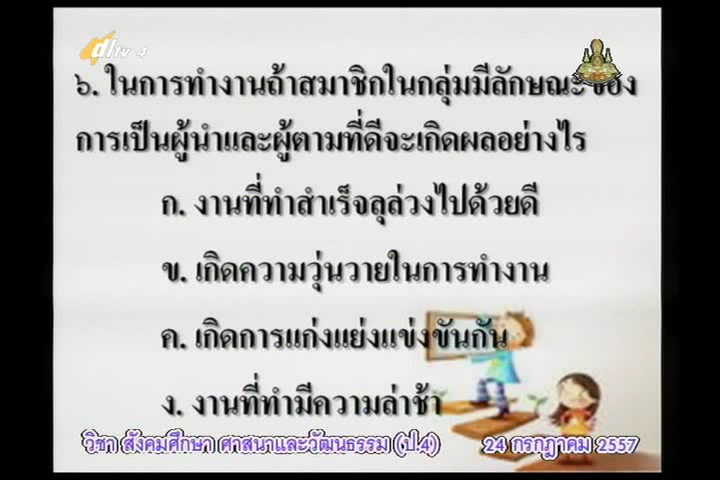 dltv 4
๖. ในการทำงานถ้าสมาชิกในกลุ่มมีลักษณะของ
การเป็นผู้นำและผู้ตามที่ดีจะเกิดผลอย่างไร
ก. งานที่ทำสำเร็จลุล่วงไปด้วยดี
ข. เกิดความวุ่นวายในการทำงาน
ค. เกิดการแก่งแย่งแข่งขันกัน
ง. งานที่ทำมีความล่าช้า
วิชา สังคมศึกษา ศาสนาและวัฒนธรรม (ป.4) 24 กรกฎาคม 2557